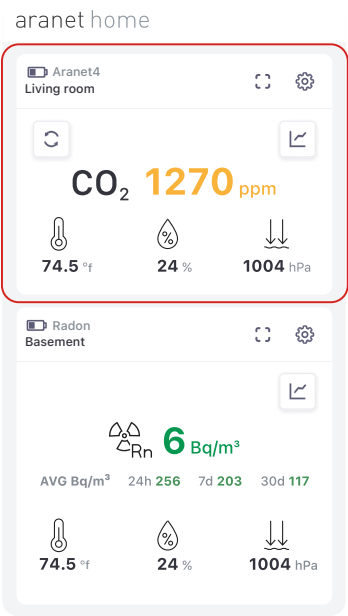 aranet home
Aranet4
Living room
CO₂ 1270 ppm
%
74.5 °f 24 % 1004 hPa
Radon
Basement
Rn 6 Bq/m³
AVG Bq/m³ 24h 256 7d 203 30d 117
%
74.5 °f 24 % 1004 hPa